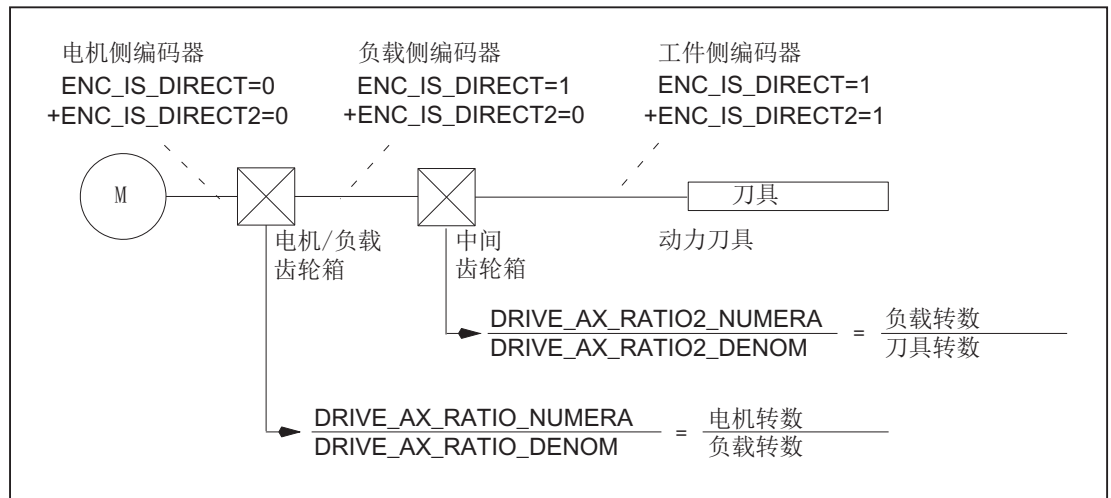 电机侧编码器
ENC_IS_DIRECT=0
+ENC_IS_DIRECT2=0
负载侧编码器
ENC_IS_DIRECT=1
+ENC_IS_DIRECT2=0
工件侧编码器
ENC_IS_DIRECT=1
+ENC_IS_DIRECT2=1
M
刀具
电机/负载
齿轮箱
中间
齿轮箱
动力刀具
DRIVE_AX_RATIO2_NUMERA
DRIVE_AX_RATIO2_DENOM
=
负载转数
刀具转数
DRIVE_AX_RATIO_NUMERA
DRIVE_AX_RATIO_DENOM
=
电机转数
负载转数